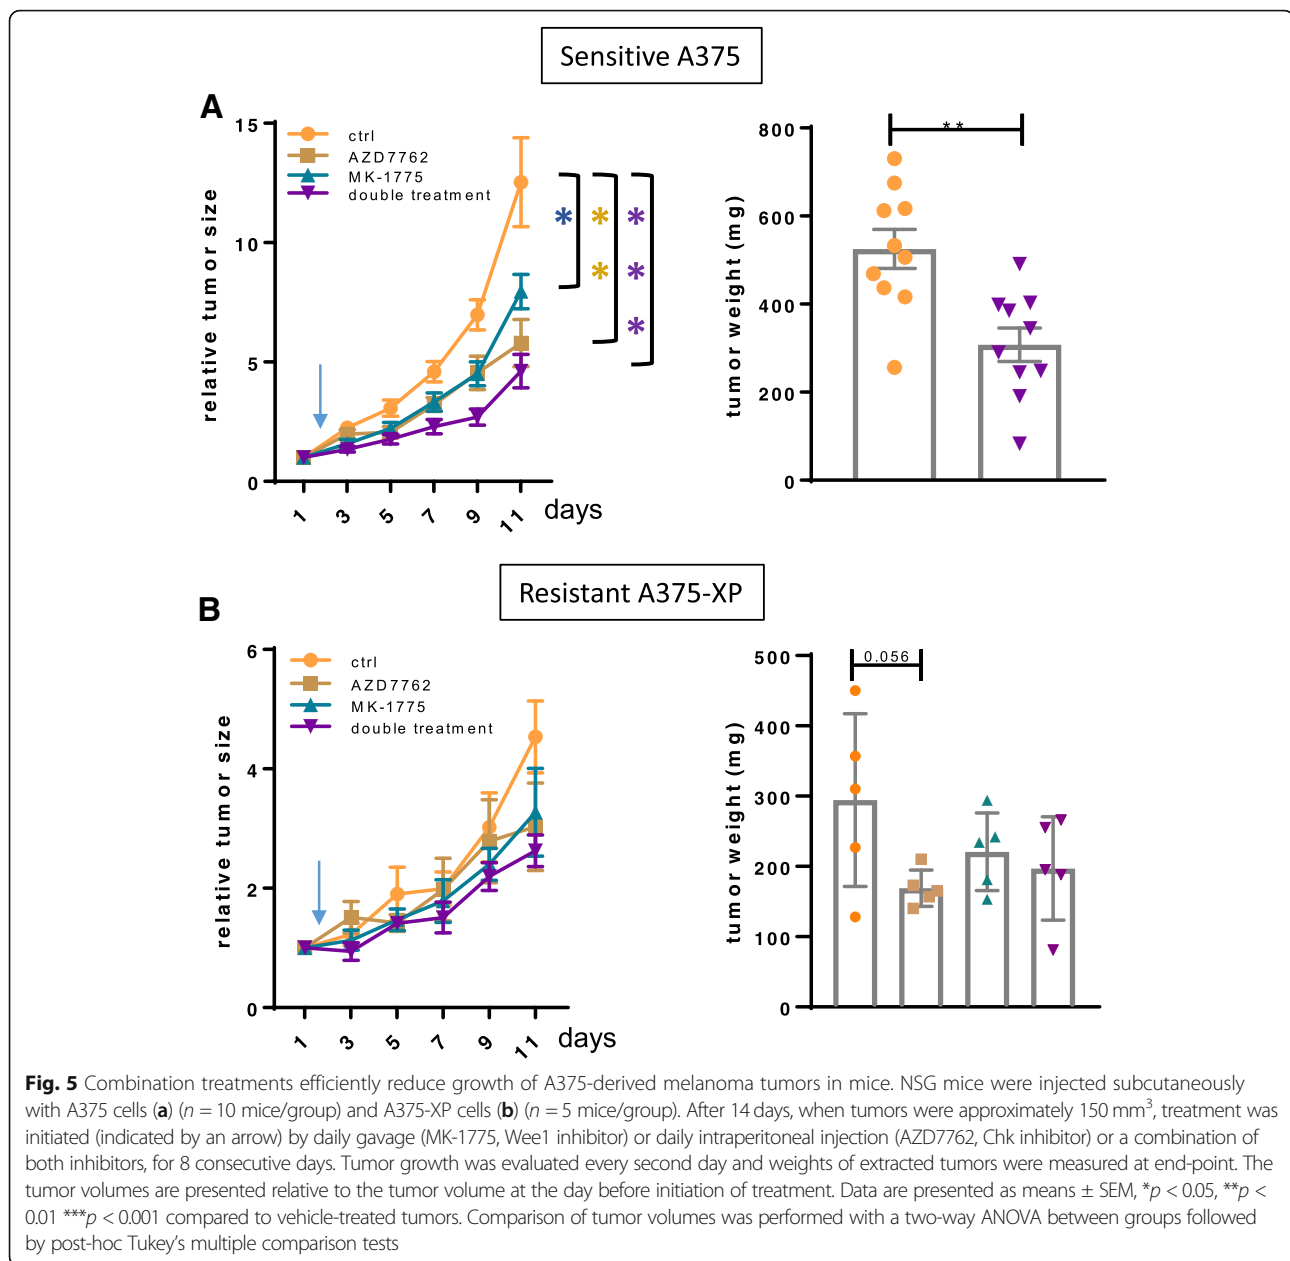 Sensitive A375
A
15
10
5
0
relative tumor size
ctrl
AZD7762
MK-1775
double treatment
*
* *
* * *
1 3 5 7 9 11 days
800
600
400
200
0
tumor weight (mg)
**
Resistant A375-XP
B
6
4
2
0
relative tumor size
ctrl
AZD7762
MK-1775
double treatment
1 3 5 7 9 11 days
500
400
300
200
100
0
tumor weight (mg)
0.056
Fig. 5 Combination treatments efficiently reduce growth of A375-derived melanoma tumors in mice. NSG mice were injected subcutaneously
with A375 cells (a) (n = 10 mice/group) and A375-XP cells (b) (n = 5 mice/group). After 14 days, when tumors were approximately 150 mm³, treatment was
initiated (indicated by an arrow) by daily gavage (MK-1775, Wee1 inhibitor) or daily intraperitoneal injection (AZD7762, Chk inhibitor) or a combination of
both inhibitors, for 8 consecutive days. Tumor growth was evaluated every second day and weights of extracted tumors were measured at end-point. The
tumor volumes are presented relative to the tumor volume at the day before initiation of treatment. Data are presented as means ± SEM, *p < 0.05, **p <
0.01 ***p < 0.001 compared to vehicle-treated tumors. Comparison of tumor volumes was performed with a two-way ANOVA between groups followed
by post-hoc Tukey's multiple comparison tests